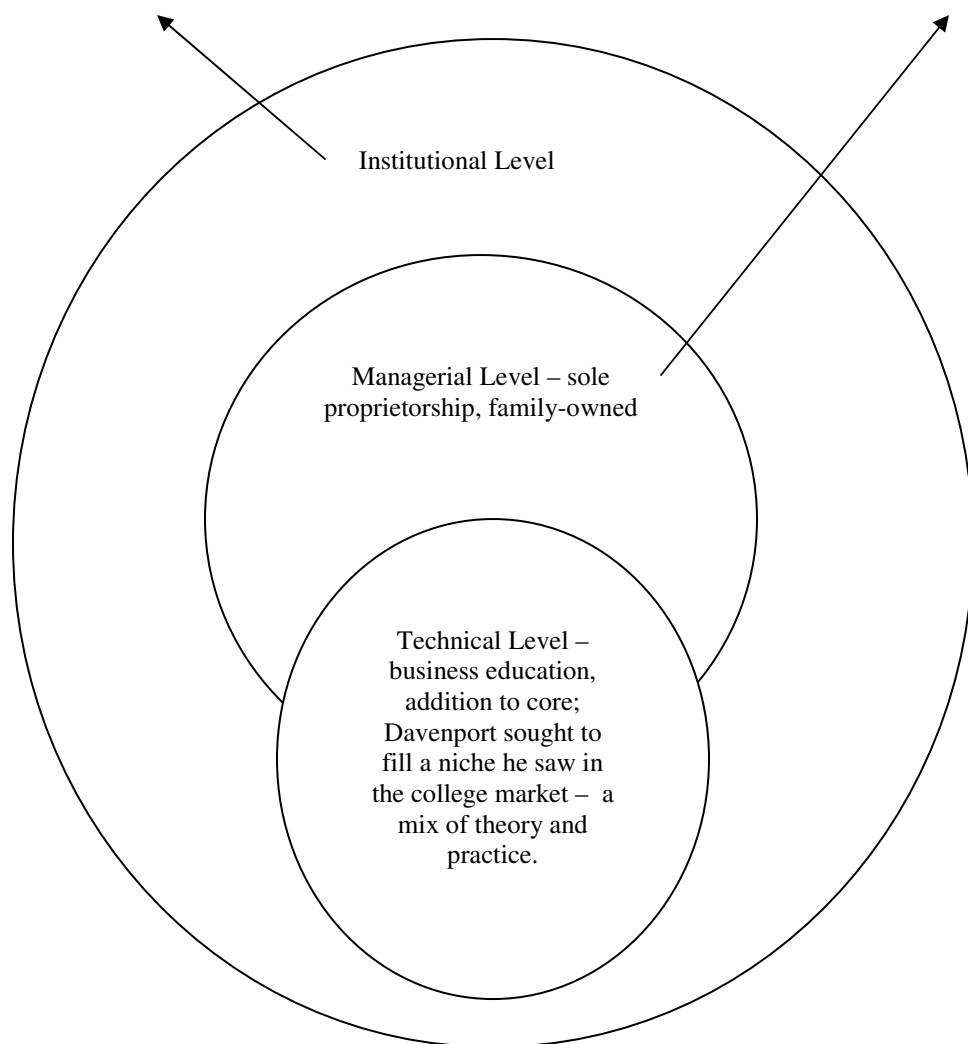 Institutional Level
Managerial Level – sole
proprietorship, family-owned
Technical Level –
business education,
addition to core;
Davenport sought to
fill a niche he saw in
the college market – a
mix of theory and
practice.